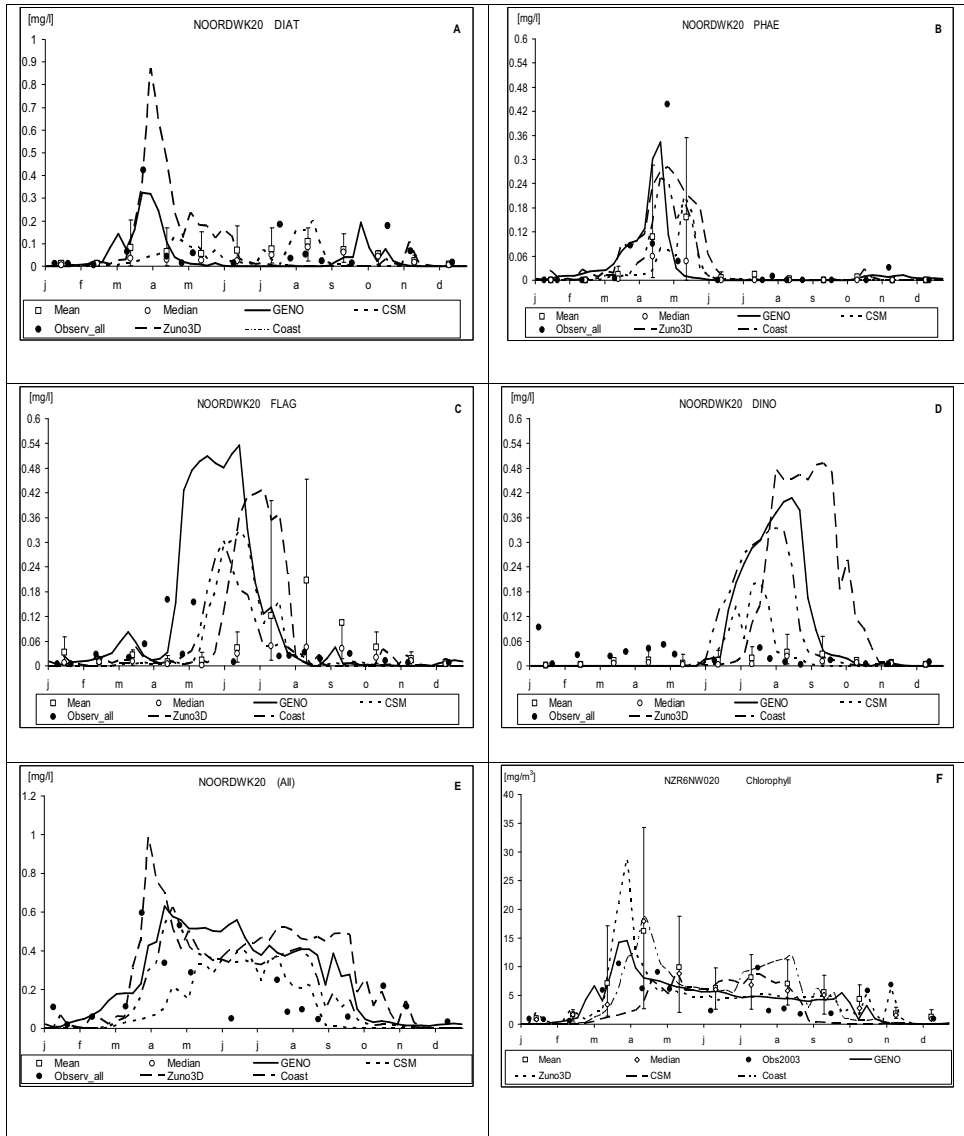 [mg/l]
NOORDWK20 DIAT
A
1
0.9
0.8
0.7
0.6
0.5
0.4
0.3
0.2
0.1
0
j f m a m j j a s o n d
Mean Median GENO CSM
Observ_all Zuno3D Coast
[mg/l]
NOORDWK20 PHAE
B
0.6
0.54
0.48
0.42
0.36
0.3
0.24
0.18
0.12
0.06
0
j f m a m j j a s o n d
Mean Median GENO CSM
Observ_all Zuno3D Coast
[mg/l]
NOORDWK20 FLAG
C
0.6
0.54
0.48
0.42
0.36
0.3
0.24
0.18
0.12
0.06
0
j f m a m j j a s o n d
Mean Median GENO CSM
Observ_all Zuno3D Coast
[mg/l]
NOORDWK20 DINO
D
0.6
0.54
0.48
0.42
0.36
0.3
0.24
0.18
0.12
0.06
0
j f m a m j j a s o n d
Mean Median GENO CSM
Observ_all Zuno3D Coast
[mg/l]
NOORDWK20 (All)
E
1.2
1
0.8
0.6
0.4
0.2
0
j f m a m j j a s o n d
Mean Median GENO CSM
Observ_all Zuno3D Coast
[mg/m³]
NZR6NW020 Chlorophyll
F
40
35
30
25
20
15
10
5
0
j f m a m j j a s o n d
Mean Median Obs2003 GENO
Zuno3D CSM Coast